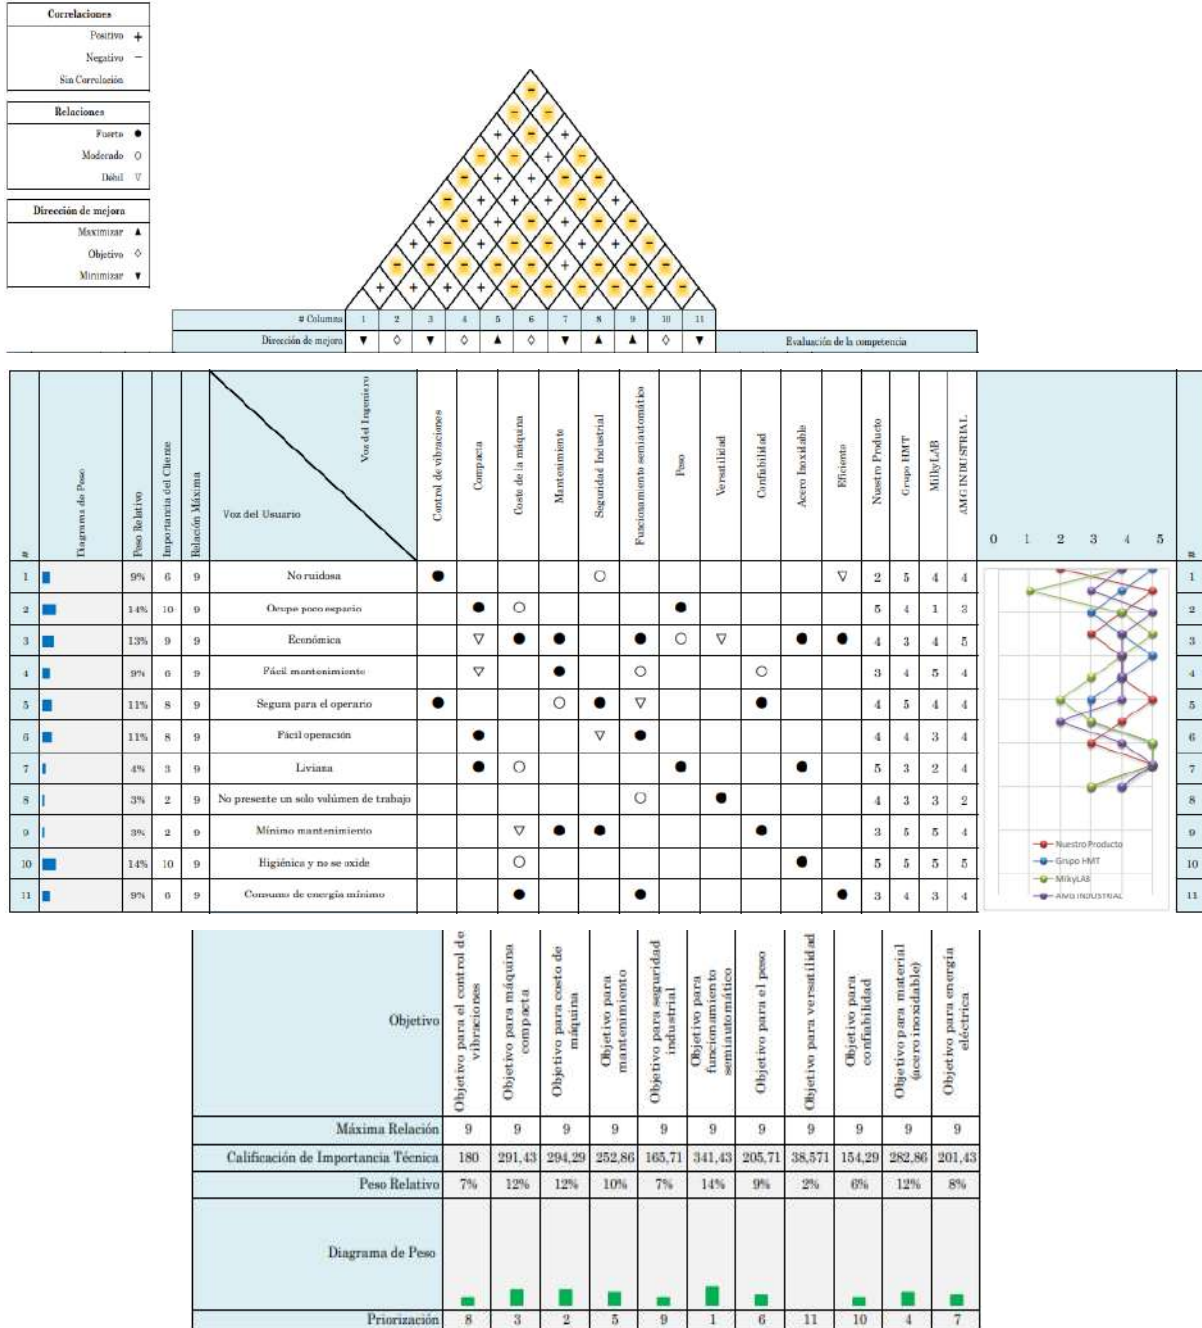 Correlaciones
Positivo +
Negativo −
Sin Correlación
Relaciones
Fuerte ●
Moderado ○
Débil ▽
Dirección de mejora
Maximizar ▲
Objetivo ◇
Minimizar ▼
# Columna 1 2 3 4 5 6 7 8 9 10 11
Dirección de mejora ▼ ◇ ▼ ◇ ▲ ◇ ▼ ▲ ▲ ◇ ▼ Evaluación de la competencia
# Diagrama de Peso Peso Relativo Importancia del Cliente Relación Máxima Voz del Usuario Voz del Ingeniero Control de vibraciones Compacta Costo de la máquina Mantenimiento Seguridad Industrial Funcionamiento semiautomático Peso Versatilidad Confiabilidad Acero Inoxidable Eficiente Nuestro Producto Grupo HMT MilkyLAB AMG INDUSTRIAL 0 1 2 3 4 5 #
1 9% 6 9 No ruidosa ● ○ ▽ 2 5 4 4 1
2 14% 10 9 Ocupe poco espacio ● ○ ● 5 4 1 3 2
3 13% 9 9 Económica ▽ ● ● ● ○ ▽ ● ● 4 3 4 5 3
4 9% 6 9 Fácil mantenimiento ▽ ● ○ ○ 3 4 5 4 4
5 11% 8 9 Segura para el operario ● ○ ● ▽ ● 4 5 4 4 5
6 11% 8 9 Fácil operación ● ▽ ● 4 4 3 4 6
7 4% 3 9 Liviana ● ○ ● ● 5 3 2 4 7
8 3% 2 9 No presente un solo volúmen de trabajo ○ ● 4 3 3 2 8
9 3% 2 9 Mínimo mantenimiento ▽ ● ● ● 3 5 5 4 9
10 14% 10 9 Higiénica y no se oxide ○ ● 5 5 5 5 10
11 9% 6 9 Consumo de energía mínimo ● ● ● 3 4 3 4 11
Nuestro Producto
Grupo HMT
MilkyLAB
AMG INDUSTRIAL
Objetivo
Objetivo para el control de vibraciones
Objetivo para máquina compacta
Objetivo para costo de máquina
Objetivo para mantenimiento
Objetivo para seguridad industrial
Objetivo para funcionamiento semiautomático
Objetivo para el peso
Objetivo para versatilidad
Objetivo para confiabilidad
Objetivo para material (acero inoxidable)
Objetivo para energía eléctrica
Máxima Relación 9 9 9 9 9 9 9 9 9 9 9
Calificación de Importancia Técnica 180 291,43 294,29 252,86 165,71 341,43 205,71 38,571 154,29 282,86 201,43
Peso Relativo 7% 12% 12% 10% 7% 14% 9% 2% 6% 12% 8%
Diagrama de Peso
Priorización 8 3 2 5 9 1 6 11 10 4 7